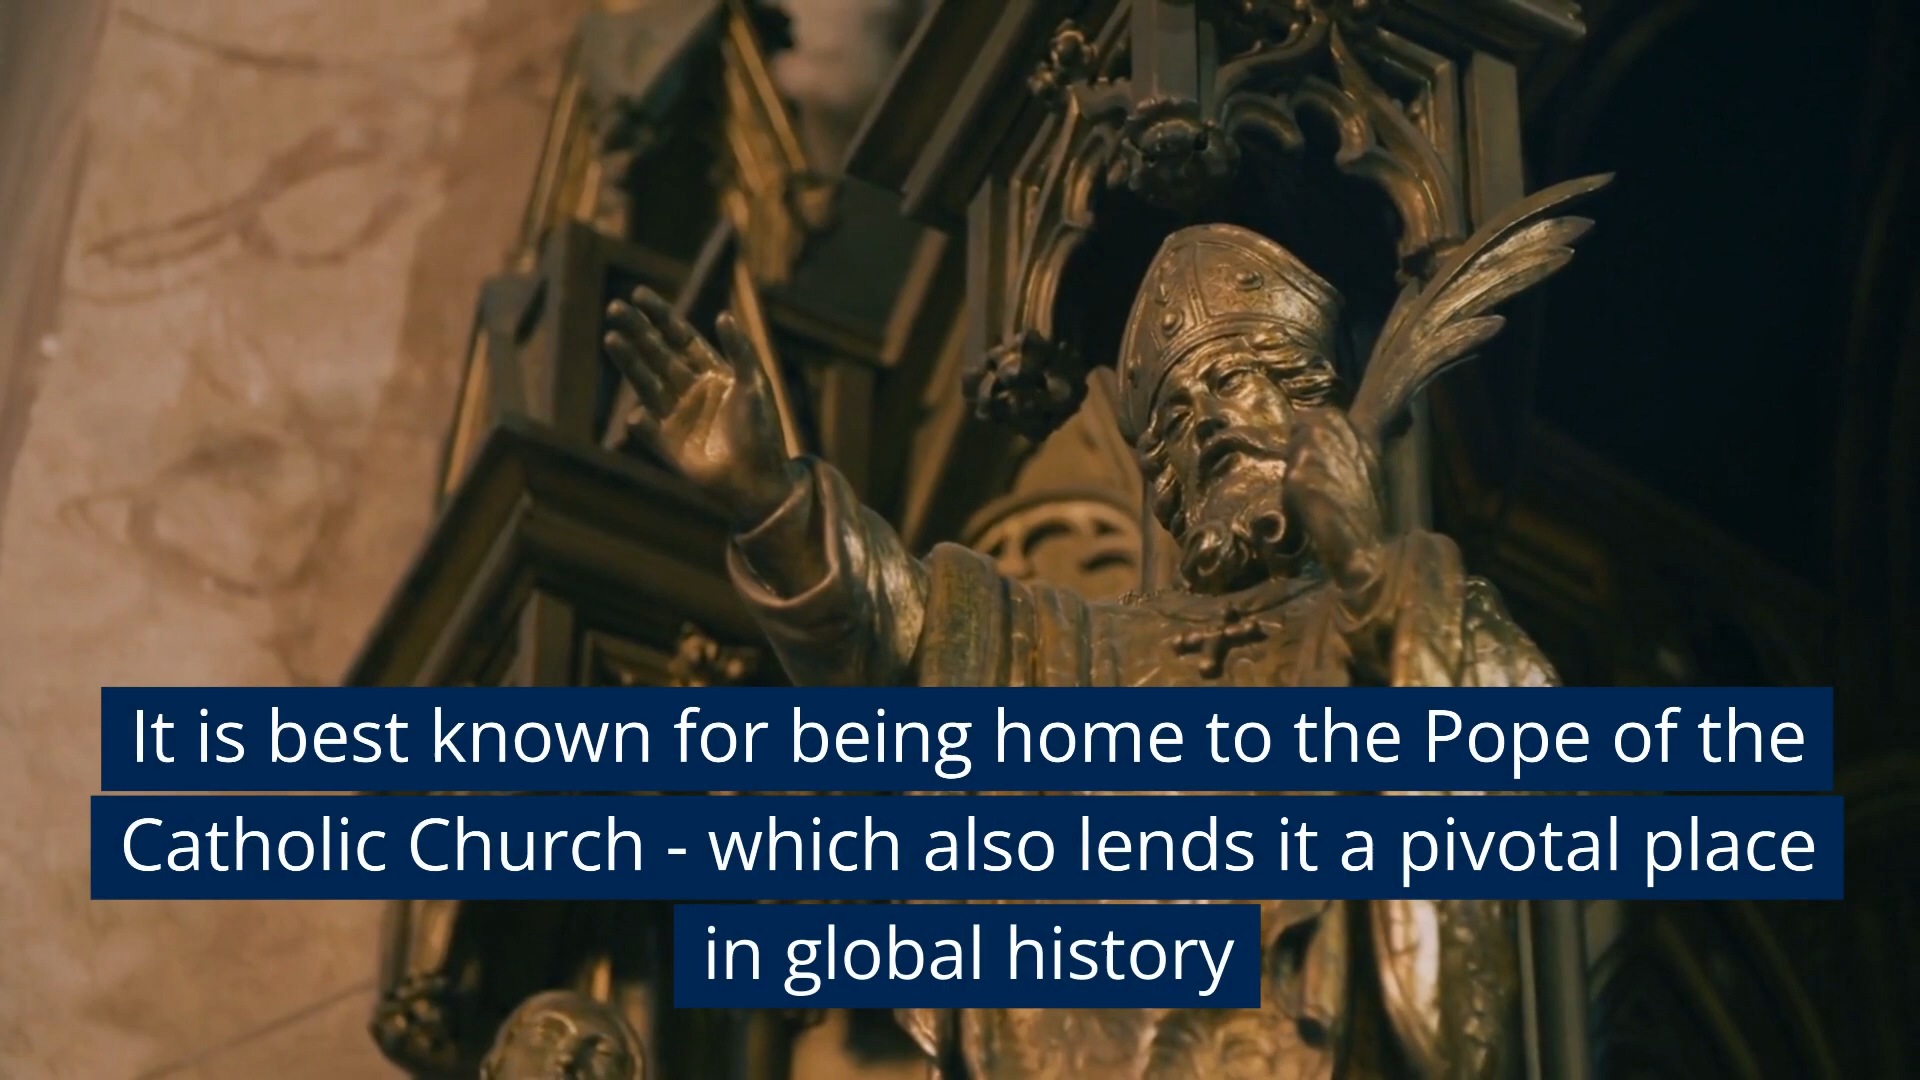 It is best known for being home to the Pope of the
Catholic Church - which also lends it a pivotal place
in global history